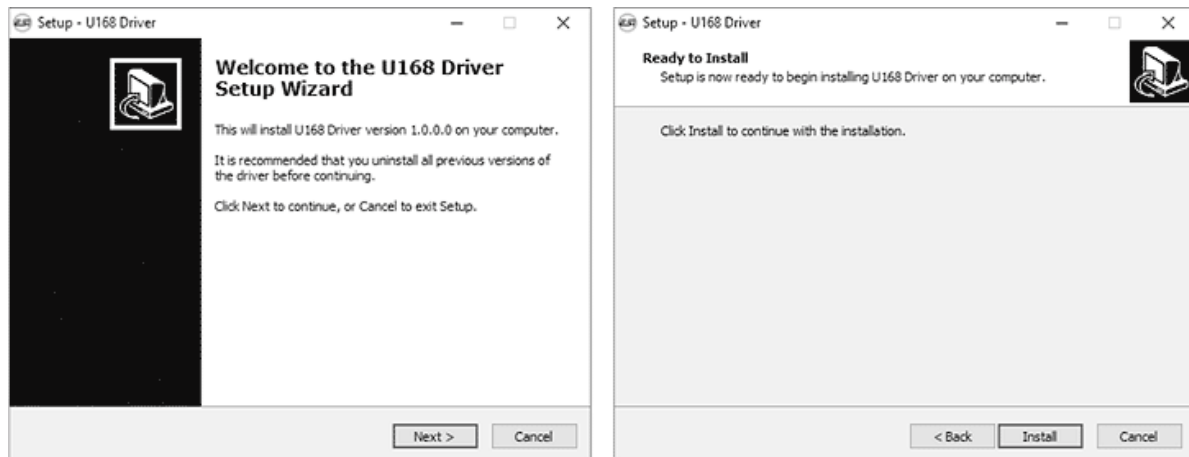 Setup - U168 Driver
Welcome to the U168 Driver
Setup Wizard
This will install U168 Driver version 1.0.0.0 on your computer.
It is recommended that you uninstall all previous versions of
the driver before continuing.
Click Next to continue, or Cancel to exit Setup.
Next >
Cancel
Setup - U168 Driver
Ready to Install
Setup is now ready to begin installing U168 Driver on your computer.
Click Install to continue with the installation.
< Back
Install
Cancel